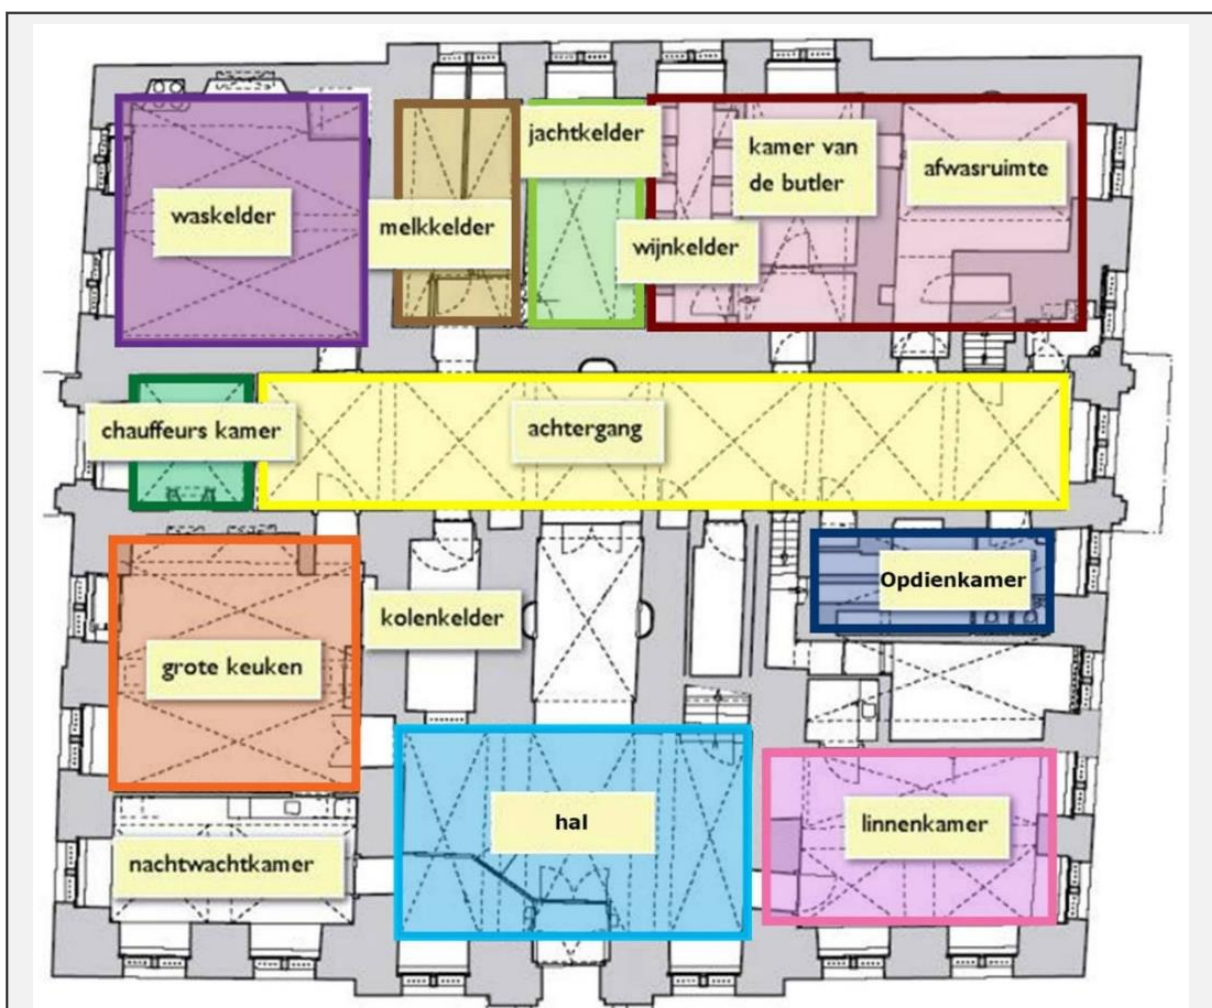 jachtkelder
kamer van
de butler
afwasruimte
waskelder
melkkelder
wijnkelder
chauffeurs kamer
achtergang
Opdienkamer
kolenkelder
grote keuken
hal
linnenkamer
nachtwachtkamer